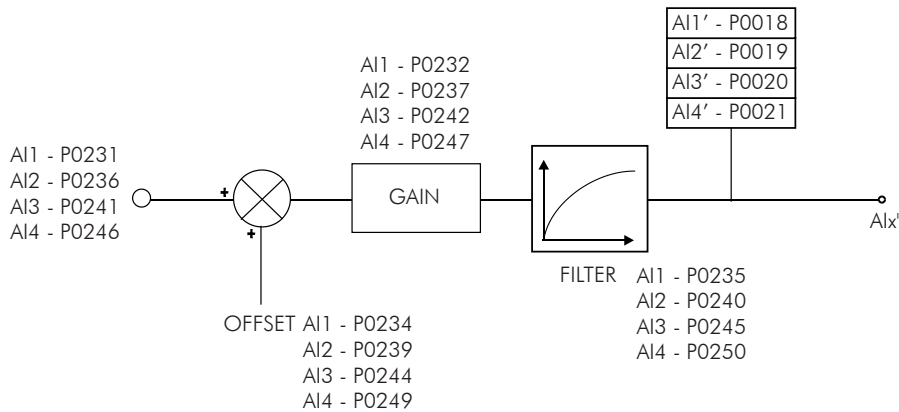 AI1' - P0018
AI2' - P0019
AI3' - P0020
AI4' - P0021
AI1 - P0232
AI2 - P0237
AI3 - P0242
AI4 - P0247
AI1 - P0231
AI2 - P0236
AI3 - P0241
AI4 - P0246
+
+
GAIN
AIx'
FILTER AI1 - P0235
AI2 - P0240
AI3 - P0245
AI4 - P0250
OFFSET AI1 - P0234
AI2 - P0239
AI3 - P0244
AI4 - P0249